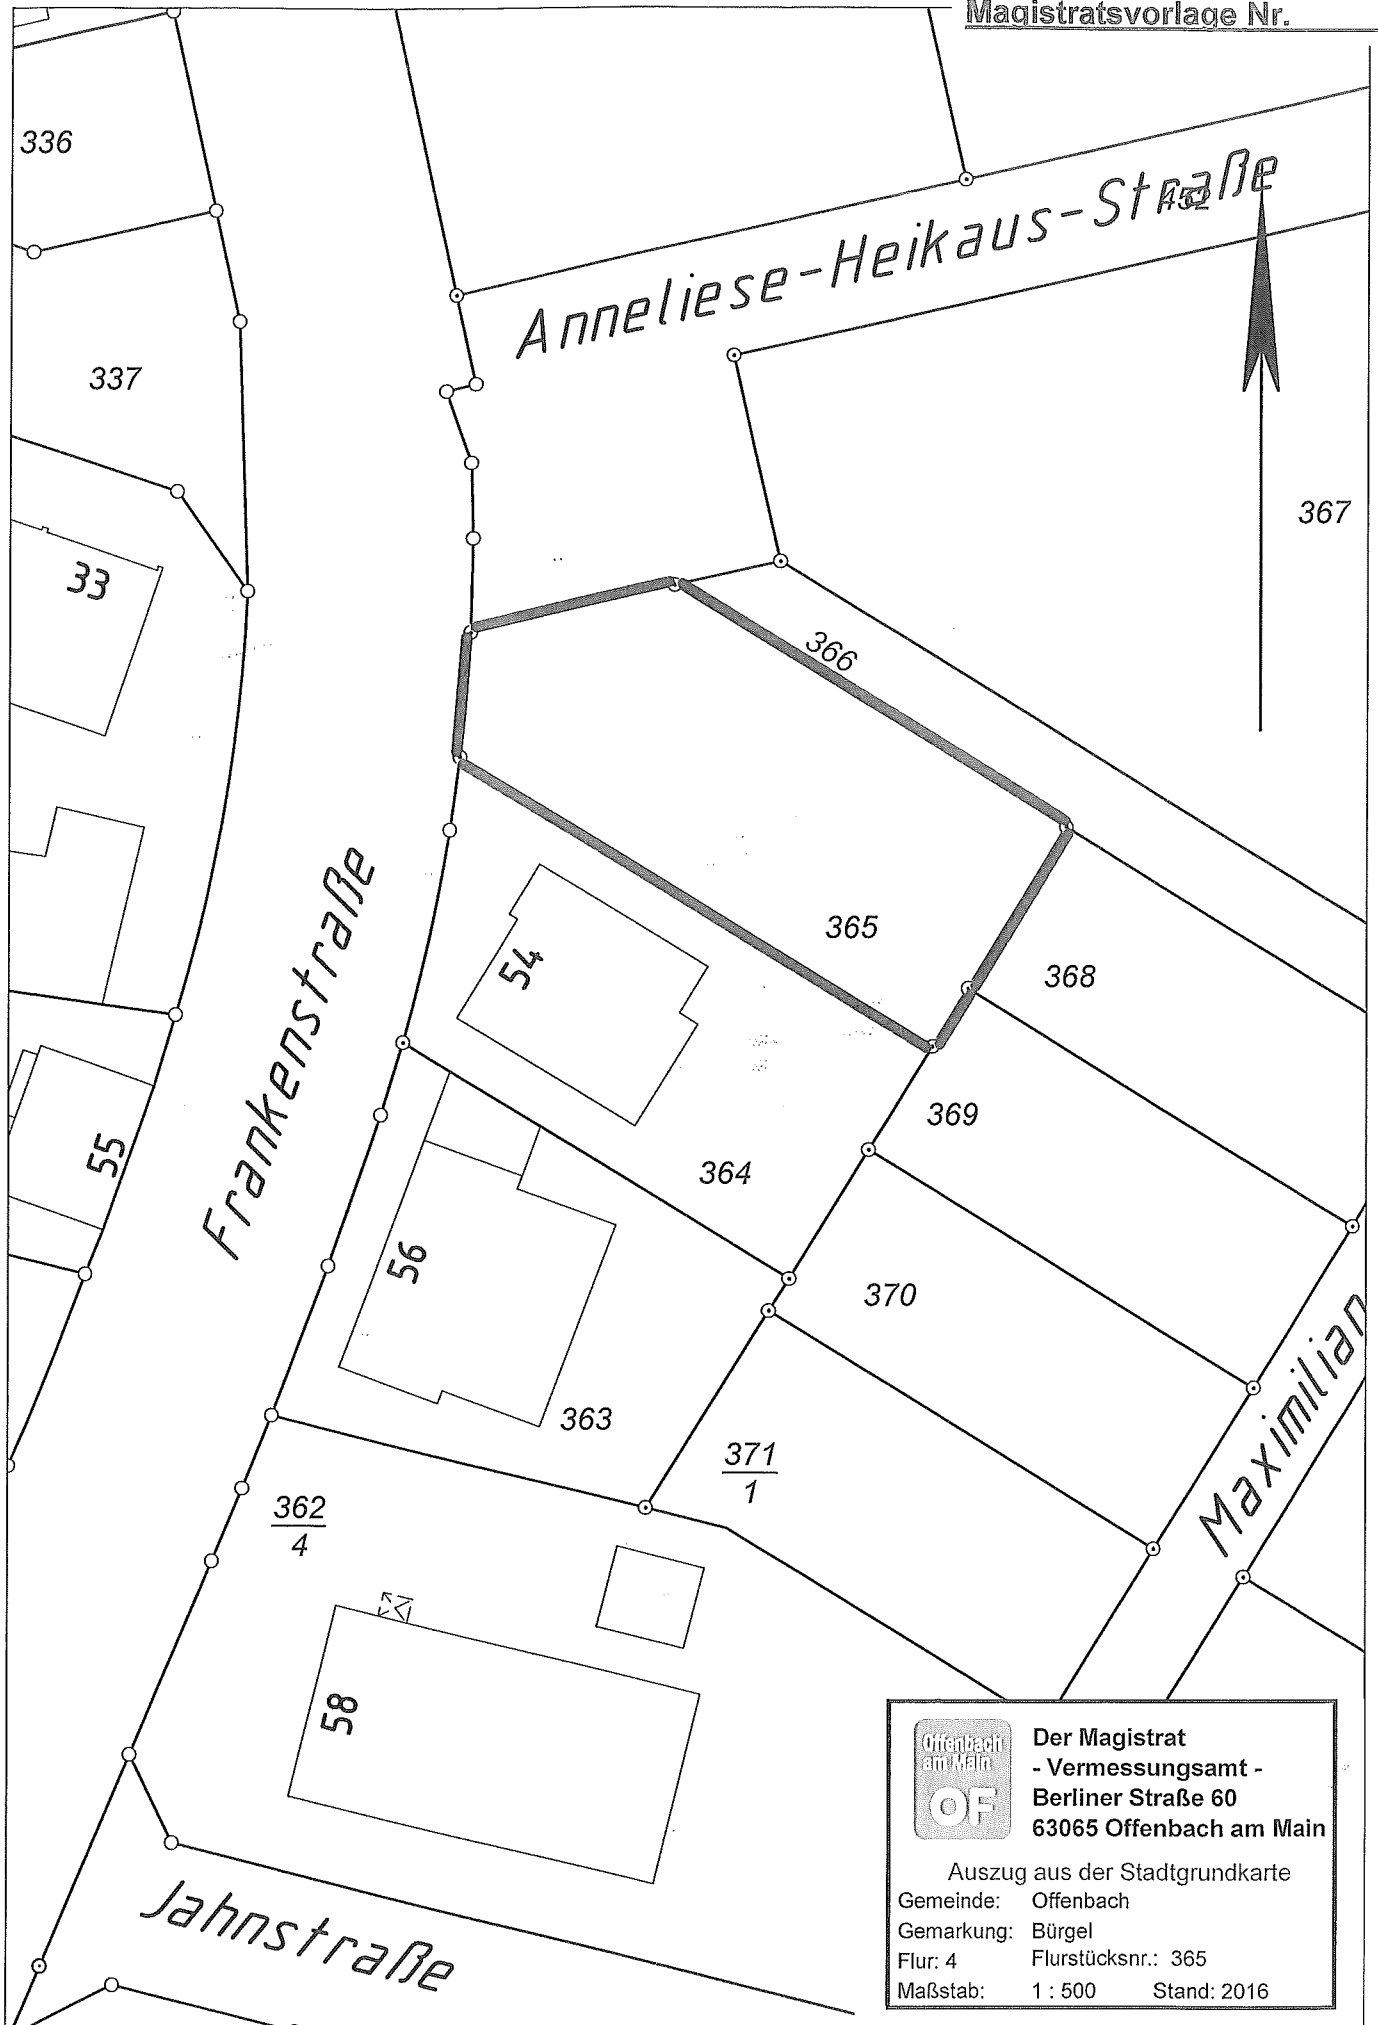 Magistratsvorlage Nr.
336
Anneliese-Heikaus-Straße
452
337
367
33
366
365
54
368
Frankenstraße
369
55
364
56
370
Maximilian
363
371
1
362
4
58
Offenbach
am Main
OF
Der Magistrat
- Vermessungsamt -
Berliner Straße 60
63065 Offenbach am Main
Auszug aus der Stadtgrundkarte
Gemeinde: Offenbach
Gemarkung: Bürgel
Flur: 4 Flurstücksnr.: 365
Maßstab: 1 : 500 Stand: 2016
Jahnstraße